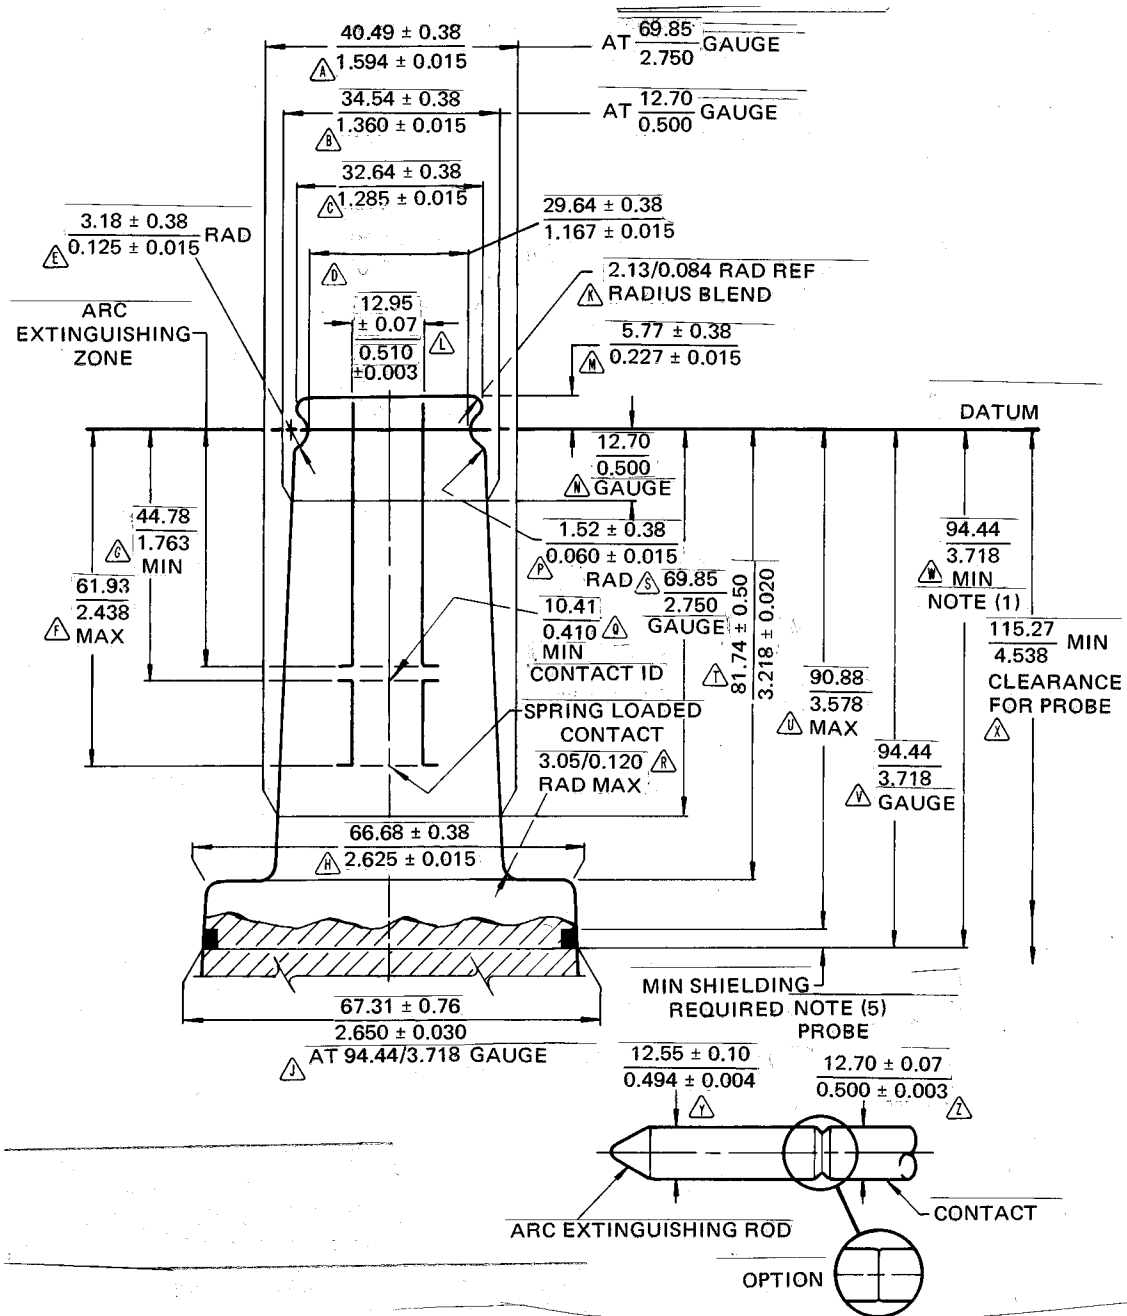 40.49 ± 0.38
A 1.594 ± 0.015
AT 69.85 GAUGE
2.750
34.54 ± 0.38
B 1.360 ± 0.015
AT 12.70 GAUGE
0.500
32.64 ± 0.38
C 1.285 ± 0.015
3.18 ± 0.38 RAD
E 0.125 ± 0.015
29.64 ± 0.38
1.167 ± 0.015
D
2.13/0.084 RAD REF
K RADIUS BLEND
ARC
EXTINGUISHING
ZONE
12.95
± 0.07
0.510
±0.003
L
5.77 ± 0.38
M 0.227 ± 0.015
DATUM
12.70
0.500
N GAUGE
44.78
G 1.763
MIN
61.93
2.438
F MAX
1.52 ± 0.38
P 0.060 ± 0.015
RAD
S 69.85
2.750
GAUGE
T 81.74 ± 0.50
3.218 ± 0.020
94.44
3.718
W MIN
NOTE (1)
115.27 MIN
4.538
CLEARANCE
FOR PROBE
X
10.41
0.410 Q
MIN
CONTACT ID
90.88
3.578
U MAX
SPRING LOADED
CONTACT
3.05/0.120 R
RAD MAX
94.44
3.718
V GAUGE
66.68 ± 0.38
H 2.625 ± 0.015
MIN SHIELDING
REQUIRED NOTE (5)
67.31 ± 0.76
2.650 ± 0.030
J AT 94.44/3.718 GAUGE
PROBE
12.55 ± 0.10
0.494 ± 0.004
Y
12.70 ± 0.07
0.500 ± 0.003 Z
ARC EXTINGUISHING ROD
CONTACT
OPTION